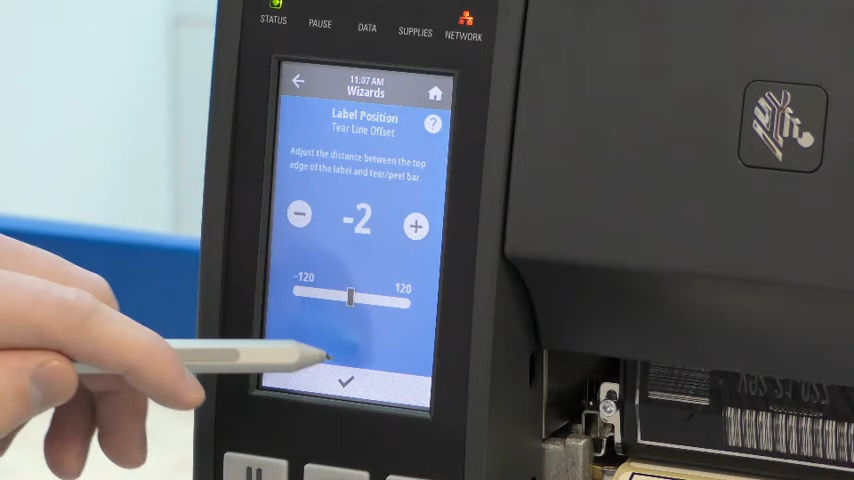 STATUS
PAUSE
DATA
SUPPLIES
NETWORK
11:07 AM
Wizards
Label Position
Tear Line Offset
?
Adjust the distance between the top
edge of the label and tear/peel bar.
-2
-120
120